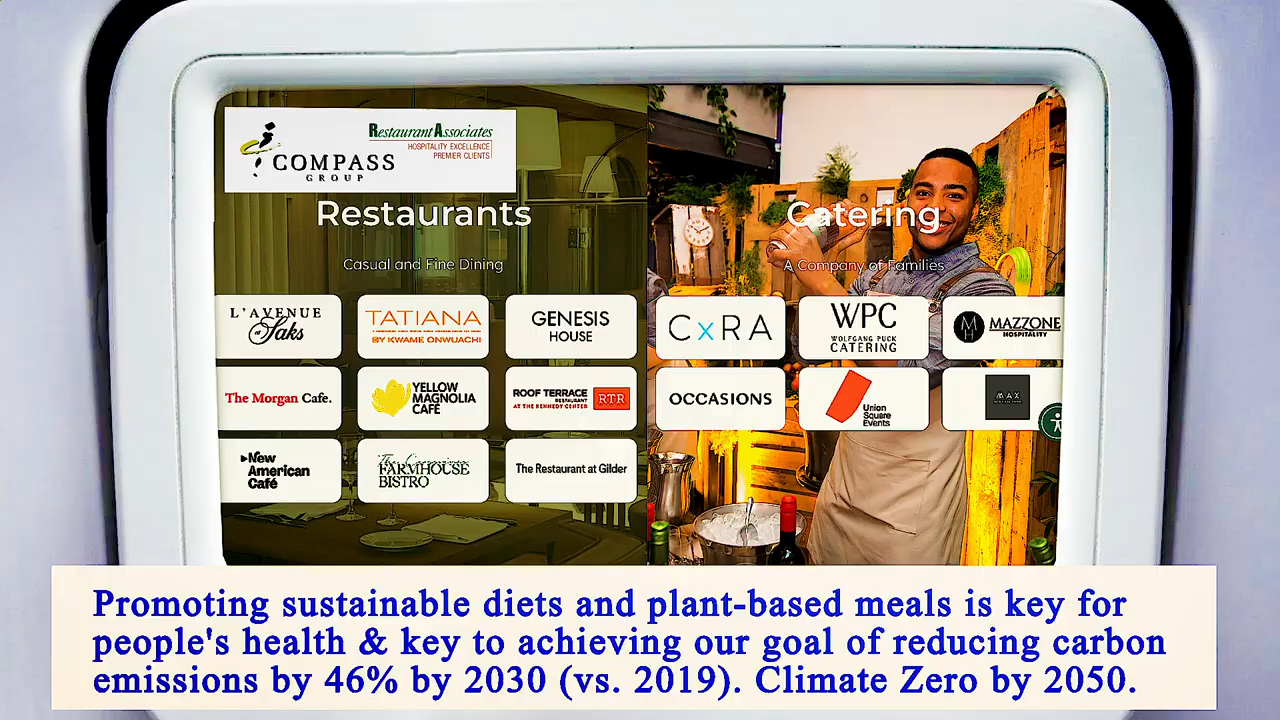 COMPASS
GROUP
RESTAURANT ASSOCIATES
HOSPITALITY EXCELLENCE
PREMIER CLIENTS
Restaurants
Casual and Fine Dining
L'AVENUE
Saks
TATIANA
BY KWAME ONWUACHI
GENESIS
HOUSE
The Morgan Cafe.
YELLOW
MAGNOLIA
CAFÉ
ROOF TERRACE
RESTAURANT
AT THE KENNEDY CENTER
RTR
New
American
Café
FARMHOUSE
BISTRO
The Restaurant at Gilder
Catering
A Company of Families
CxRA
WPC
WOLFGANG PUCK
CATERING
MH
MAZZONE
HOSPITALITY
OCCASIONS
Union
Square
Events
MAX
Promoting sustainable diets and plant-based meals is key for
people's health & key to achieving our goal of reducing carbon
emissions by 46% by 2030 (vs. 2019). Climate Zero by 2050.